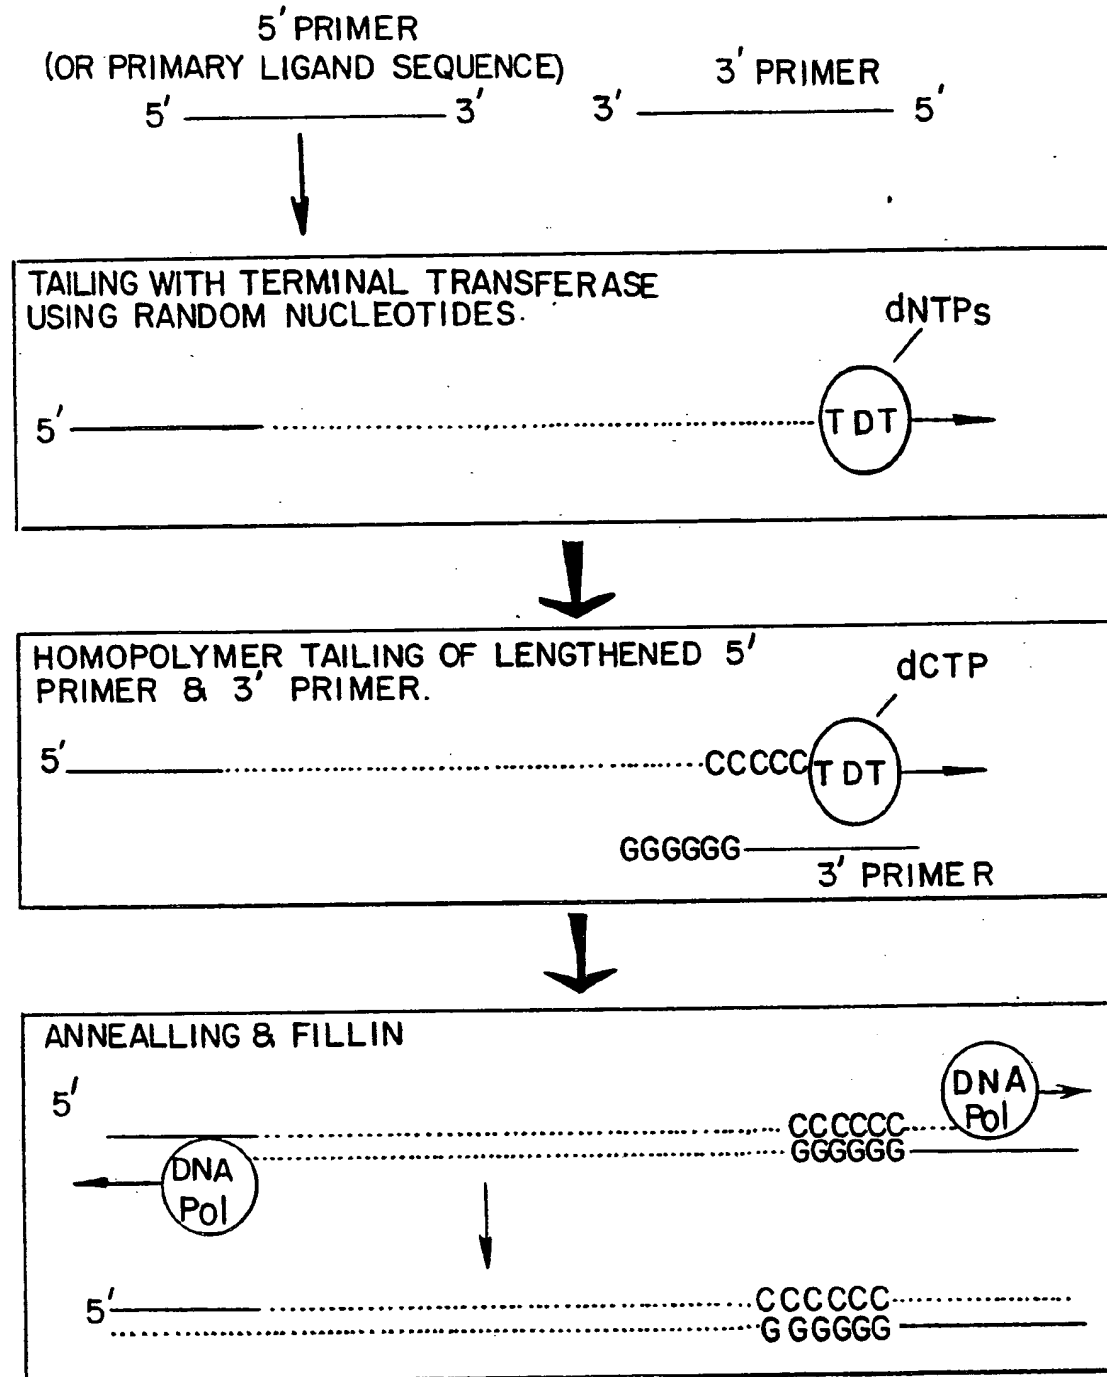 5' PRIMER
(OR PRIMARY LIGAND SEQUENCE)
3' PRIMER
5' 3' 3' 5'
TAILING WITH TERMINAL TRANSFERASE
USING RANDOM NUCLEOTIDES.
dNTPs
5' TDT
HOMOPOLYMER TAILING OF LENGTHENED 5'
PRIMER & 3' PRIMER.
dCTP
5' CCCCC TDT
GGGGGG
3' PRIMER
ANNEALLING & FILLIN
5'
DNA
Pol
CCCCCC
GGGGGG
DNA
Pol
5' CCCCCC
GGGGGG